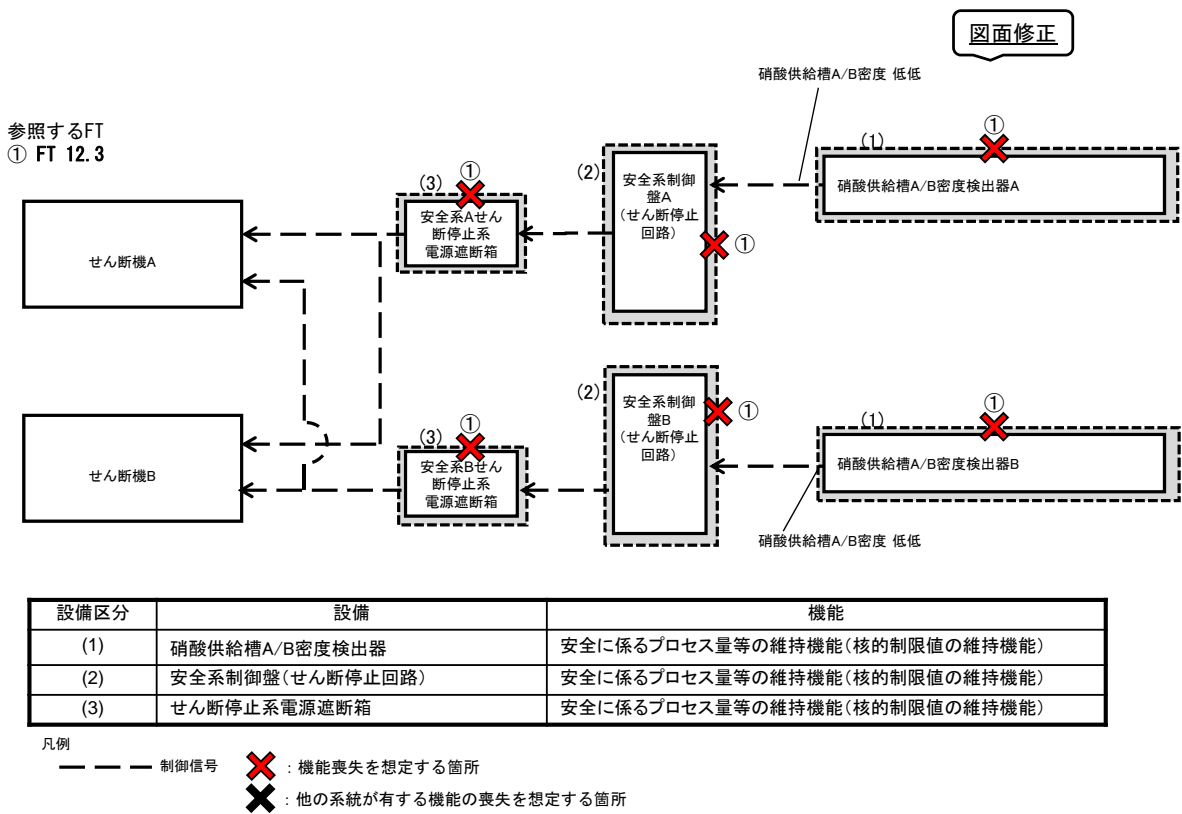 図面修正
硝酸供給槽A/B密度 低低
参照するFT
① FT 12.3
(1)
①
硝酸供給槽A/B密度検出器A
(2)
安全系制御
盤A
(せん断停止
回路)
①
(3)
①
安全系Aせん
断停止系
電源遮断箱
せん断機A
(2)
安全系制御
盤B
(せん断停止
回路)
①
(1)
①
硝酸供給槽A/B密度検出器B
(3)
①
安全系Bせん
断停止系
電源遮断箱
せん断機B
硝酸供給槽A/B密度 低低
設備区分 設備 機能
(1) 硝酸供給槽A/B密度検出器 安全に係るプロセス量等の維持機能(核的制限値の維持機能)
(2) 安全系制御盤(せん断停止回路) 安全に係るプロセス量等の維持機能(核的制限値の維持機能)
(3) せん断停止系電源遮断箱 安全に係るプロセス量等の維持機能(核的制限値の維持機能)
凡例
制御信号 :機能喪失を想定する箇所
:他の系統が有する機能の喪失を想定する箇所